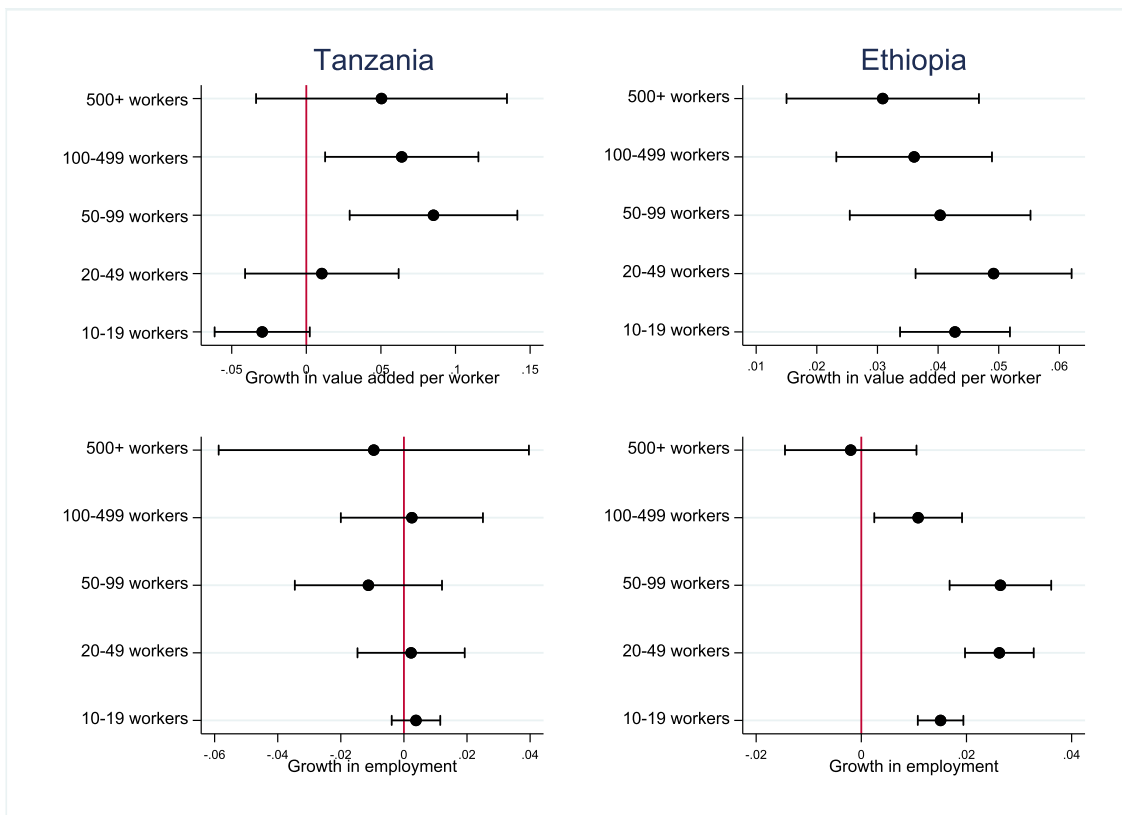 Tanzania
500+ workers
100-499 workers
50-99 workers
20-49 workers
10-19 workers
-.05 0 .05 .1 .15
Growth in value added per worker
Ethiopia
500+ workers
100-499 workers
50-99 workers
20-49 workers
10-19 workers
.01 .02 .03 .04 .05 .06
Growth in value added per worker
500+ workers
100-499 workers
50-99 workers
20-49 workers
10-19 workers
-.06 -.04 -.02 0 .02 .04
Growth in employment
500+ workers
100-499 workers
50-99 workers
20-49 workers
10-19 workers
-.02 0 .02 .04
Growth in employment